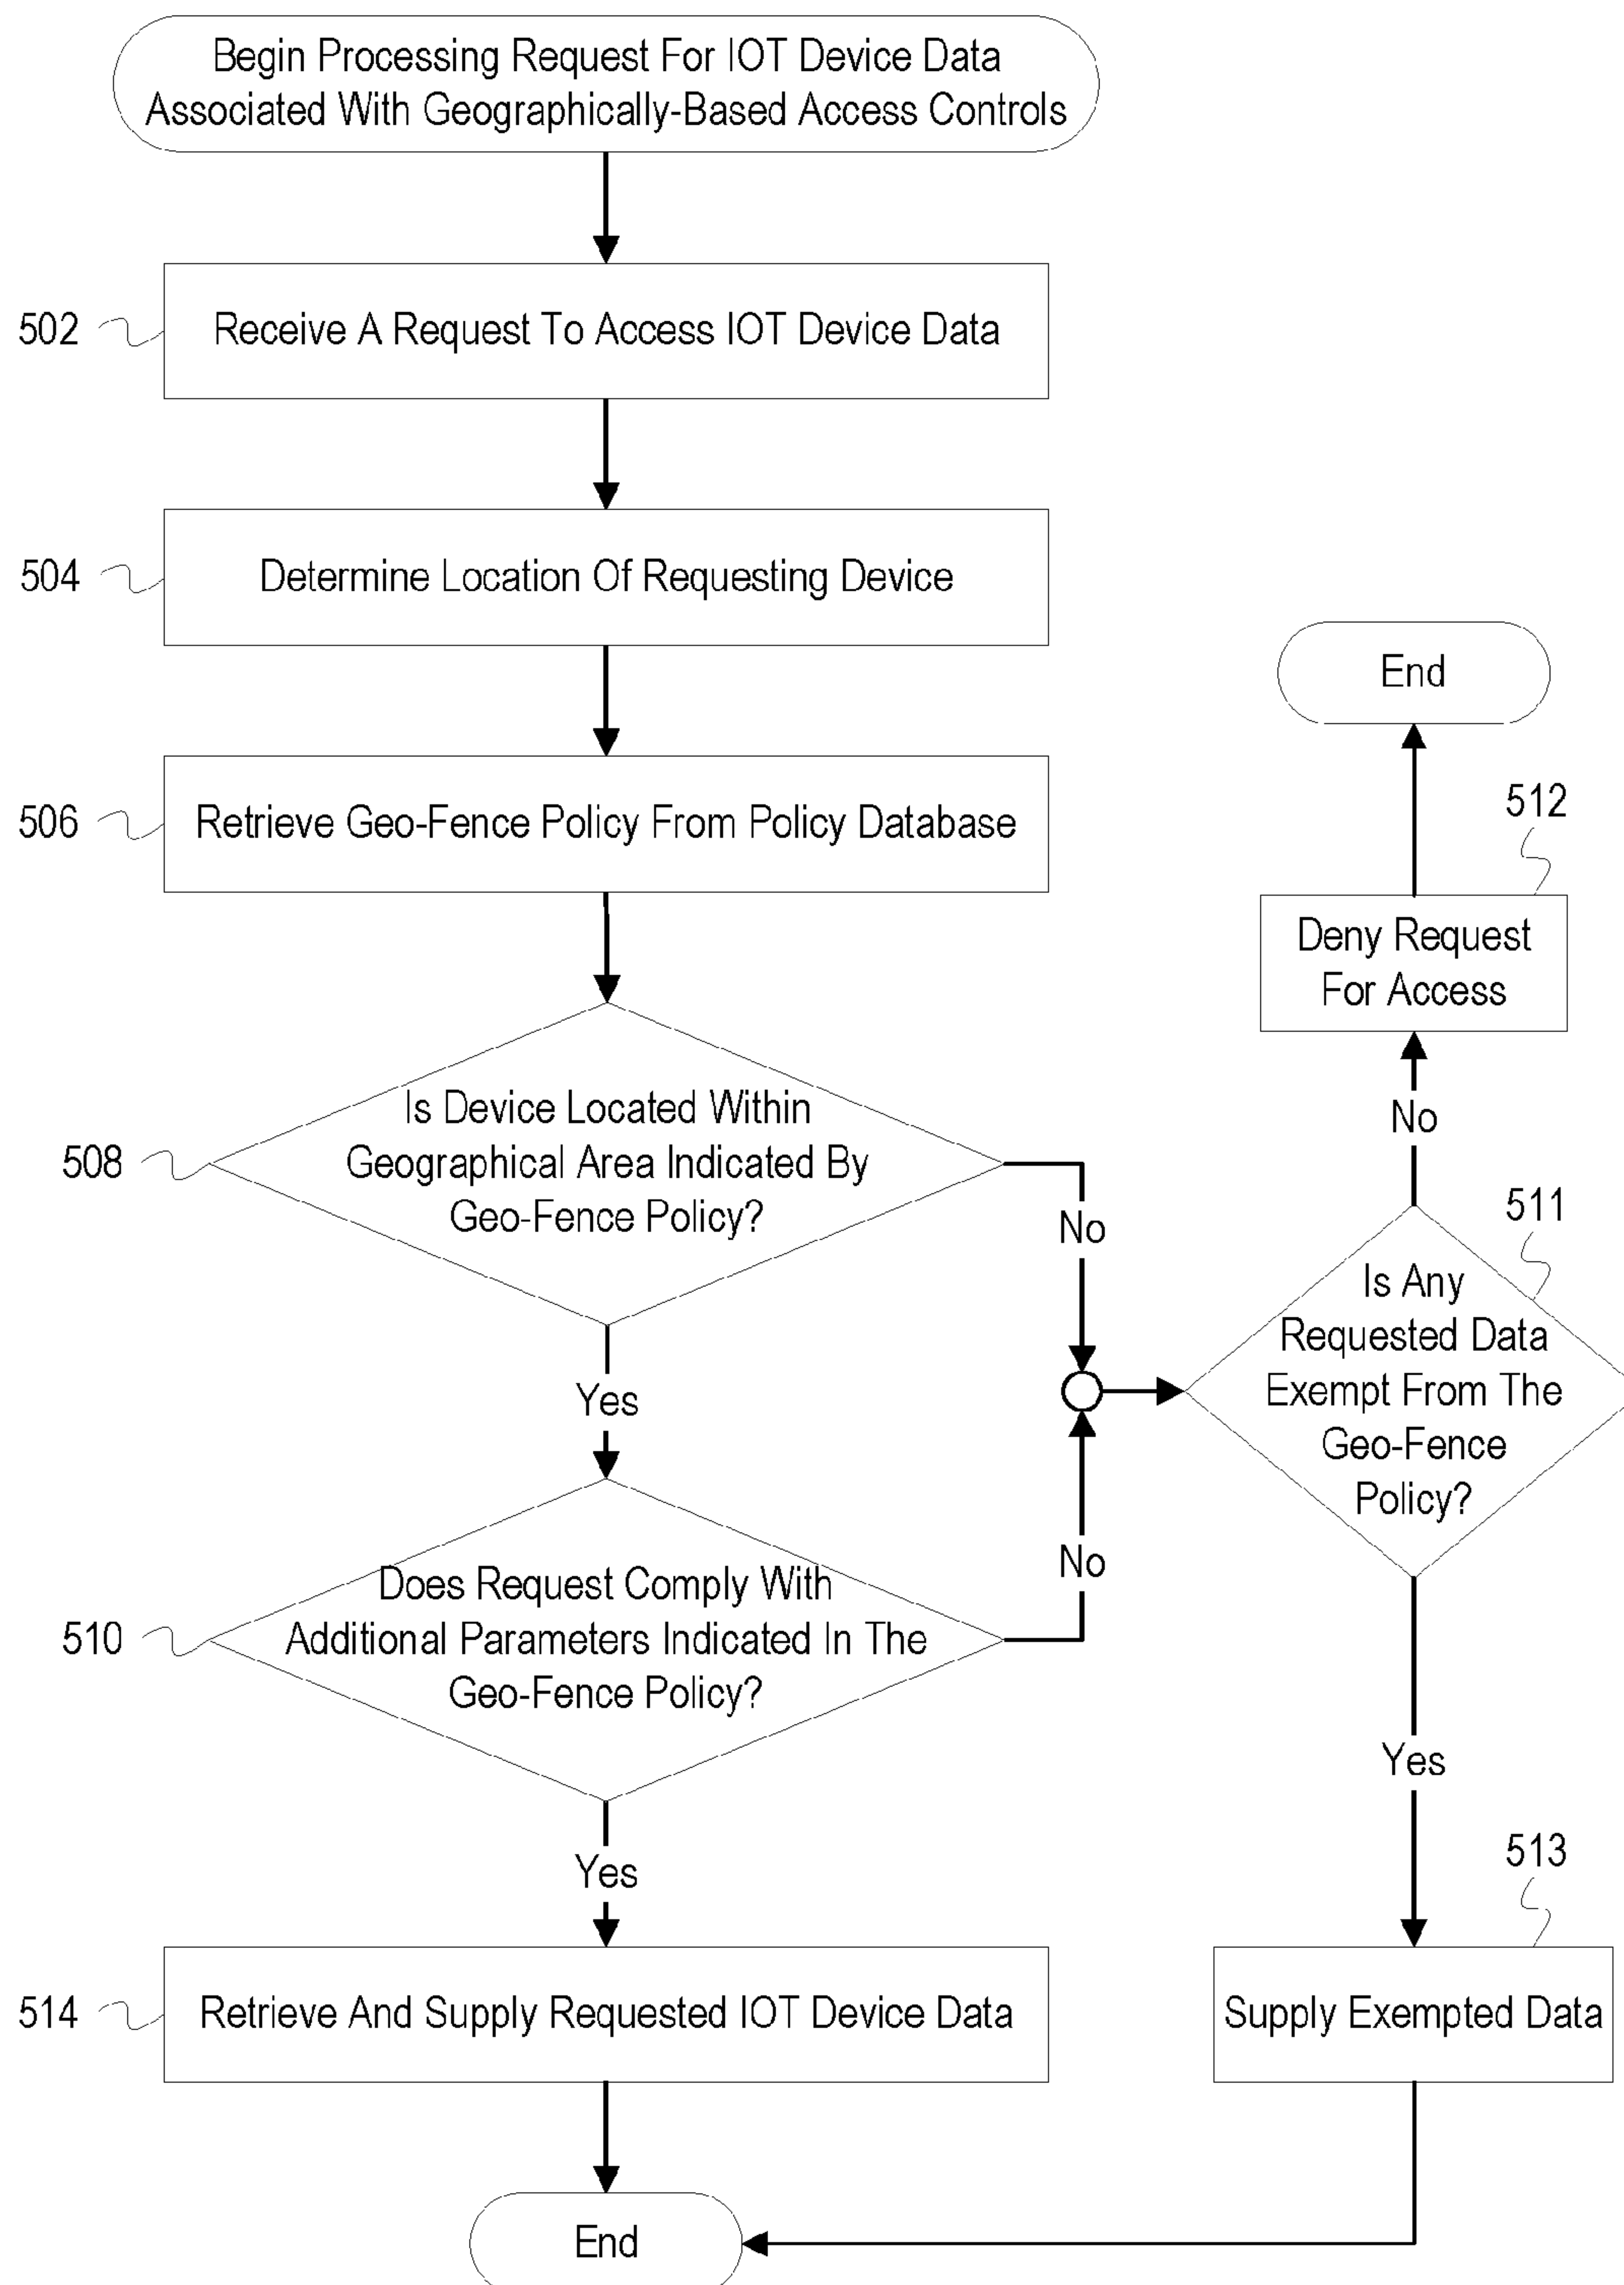 Begin Processing Request For IOT Device Data
Associated With Geographically-Based Access Controls
502
Receive A Request To Access IOT Device Data
504
Determine Location Of Requesting Device
506
Retrieve Geo-Fence Policy From Policy Database
508
Is Device Located Within
Geographical Area Indicated By
Geo-Fence Policy?
No
Yes
510
Does Request Comply With
Additional Parameters Indicated In The
Geo-Fence Policy?
No
Yes
514
Retrieve And Supply Requested IOT Device Data
End
End
512
Deny Request
For Access
No
511
Is Any
Requested Data
Exempt From The
Geo-Fence
Policy?
Yes
513
Supply Exempted Data